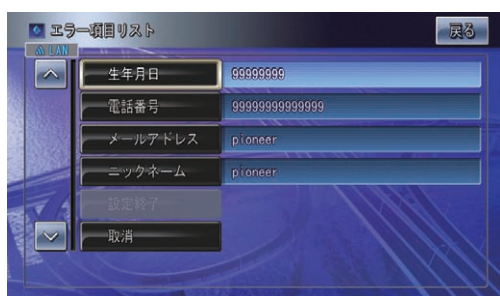 エラー項目リスト
戻る
LAN
生年月日 99999999
電話番号 99999999999999
メールアドレス pioneer
ニックネーム pioneer
設定終了
取消